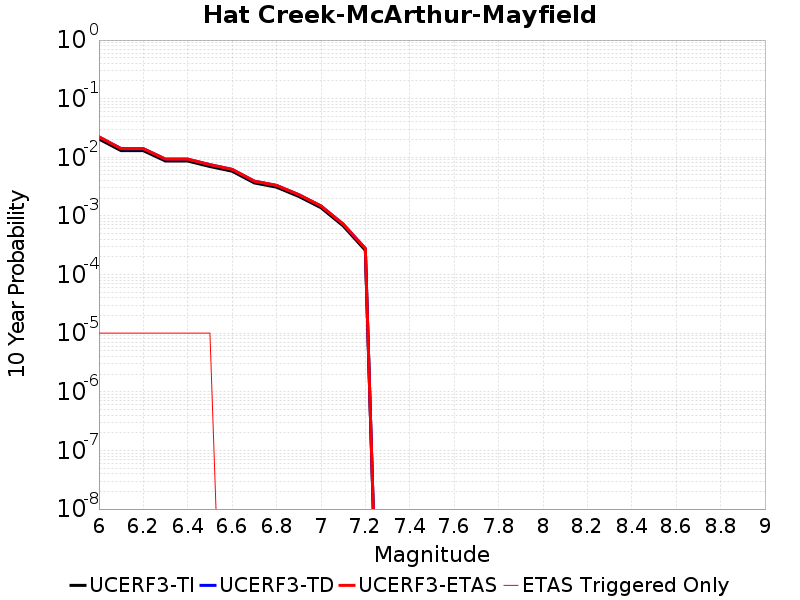 Hat Creek-McArthur-Mayfield
10 Year Probability
10^0
10^-1
10^-2
10^-3
10^-4
10^-5
10^-6
10^-7
10^-8
6 6.2 6.4 6.6 6.8 7 7.2 7.4 7.6 7.8 8 8.2 8.4 8.6 8.8 9
Magnitude
UCERF3-TI UCERF3-TD UCERF3-ETAS ETAS Triggered Only